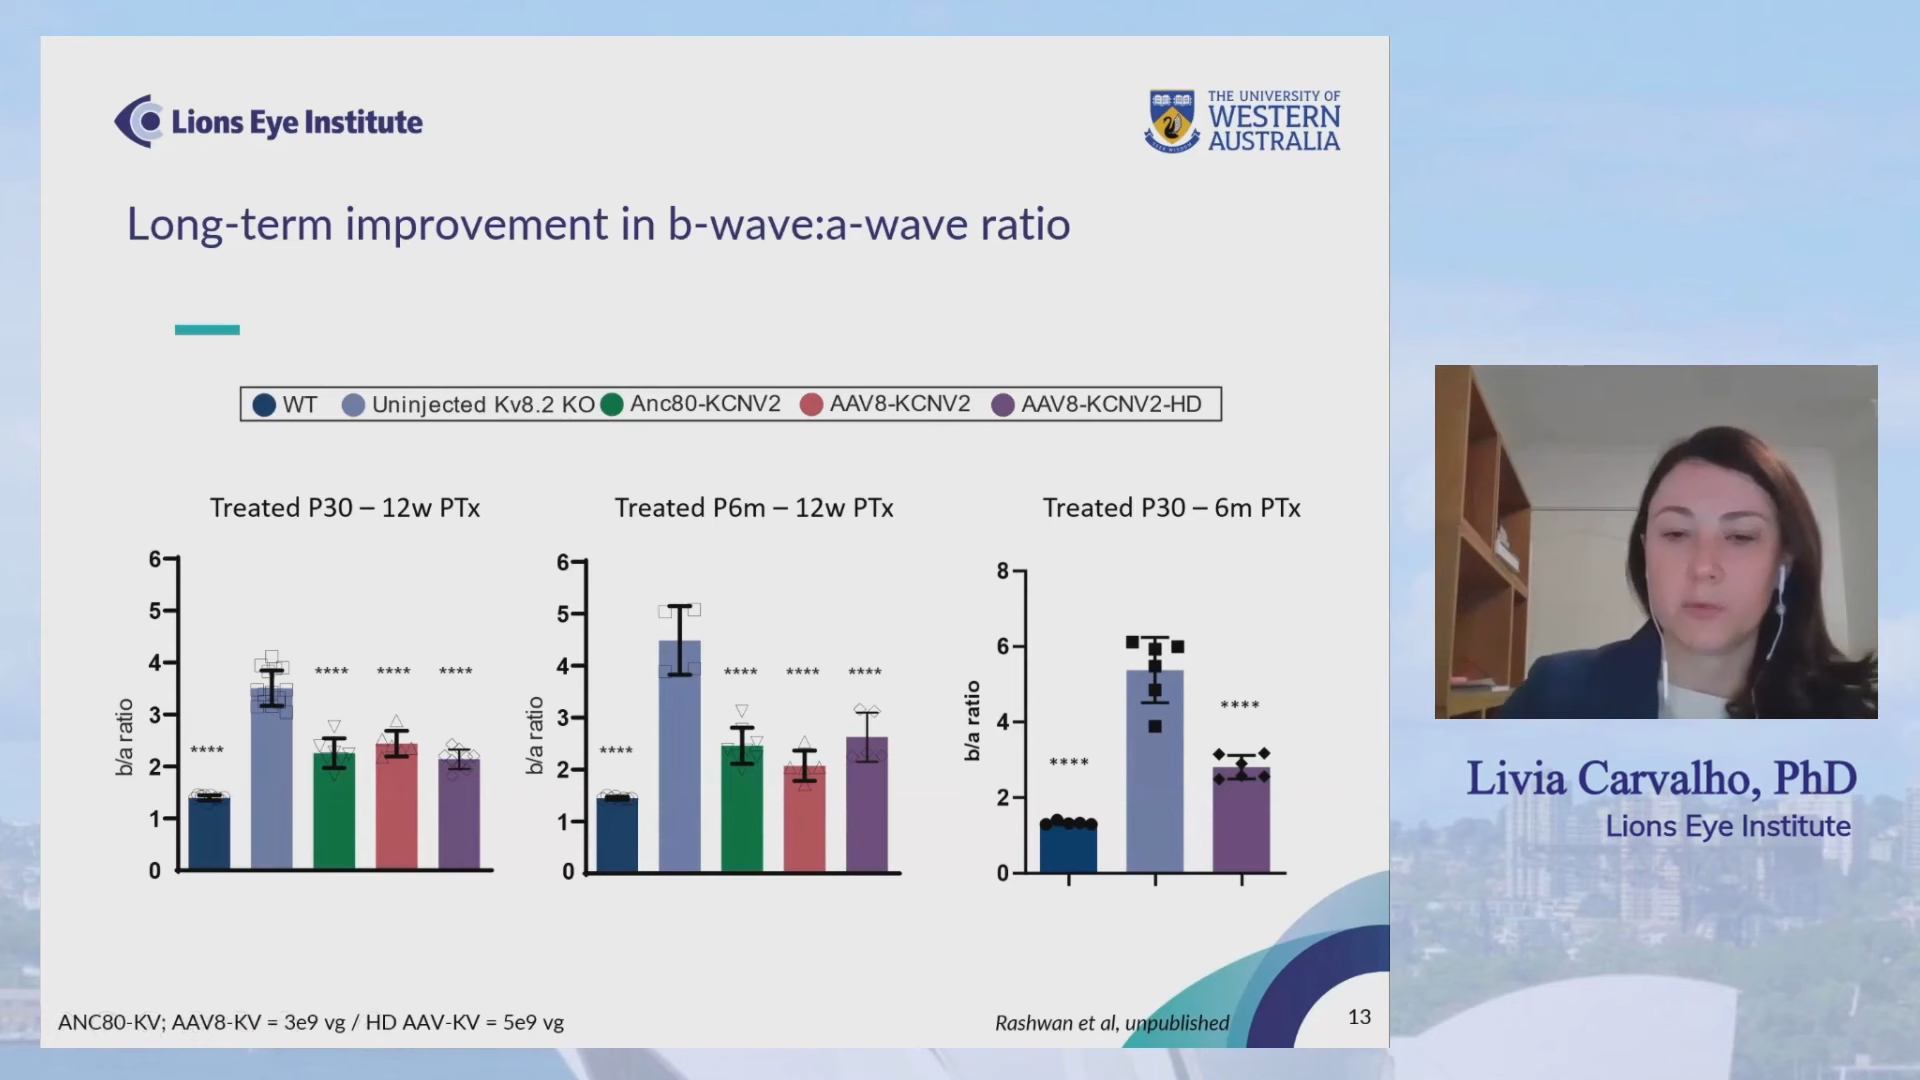 Lions Eye Institute
THE UNIVERSITY OF
WESTERN
AUSTRALIA
Long-term improvement in b-wave:a-wave ratio
WT Uninjected Kv8.2 KO Anc80-KCNV2 AAV8-KCNV2 AAV8-KCNV2-HD
Treated P30 – 12w PTx
6
5
4
3
2
1
0
b/a ratio
****
****
****
****
Treated P6m – 12w PTx
6
5
4
3
2
1
0
b/a ratio
****
****
****
****
Treated P30 – 6m PTx
8
6
4
2
0
b/a ratio
****
****
ANC80-KV; AAV8-KV = 3e9 vg / HD AAV-KV = 5e9 vg
Rashwan et al, unpublished
13
Livia Carvalho, PhD
Lions Eye Institute